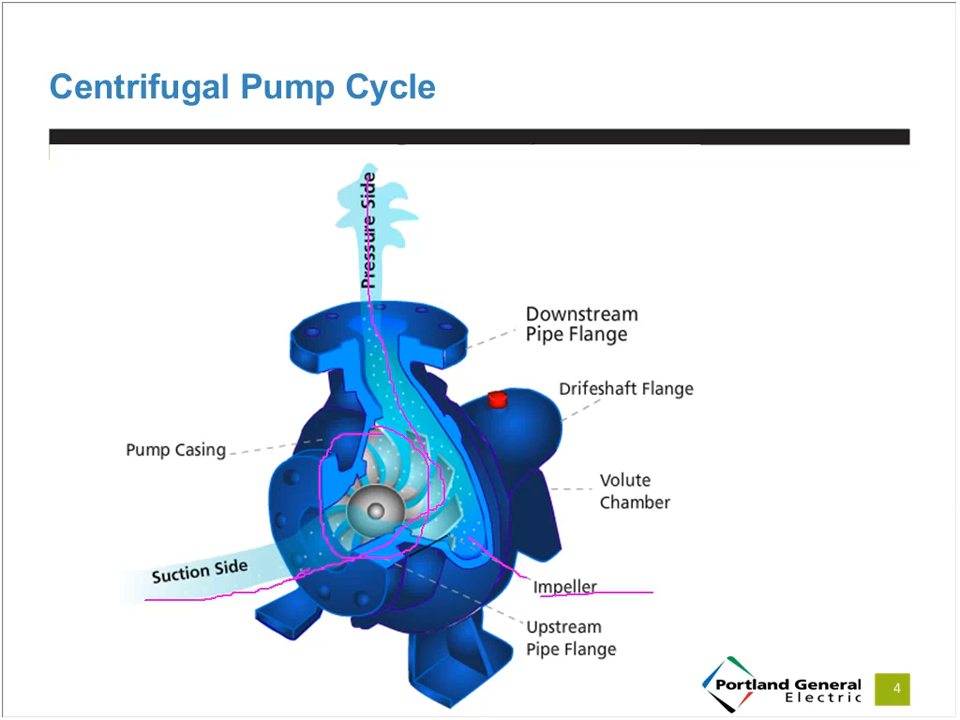 Centrifugal Pump Cycle
Pressure Side
Downstream
Pipe Flange
Drifeshaft Flange
Pump Casing
Volute
Chamber
Suction Side
Impeller
Upstream
Pipe Flange
Portland General
Electric
4